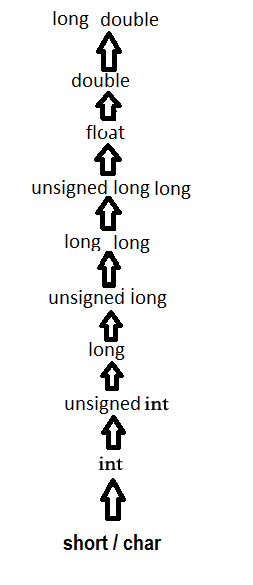 long double
double
float
unsigned long long
long long
unsigned long
long
unsigned int
int
short / char